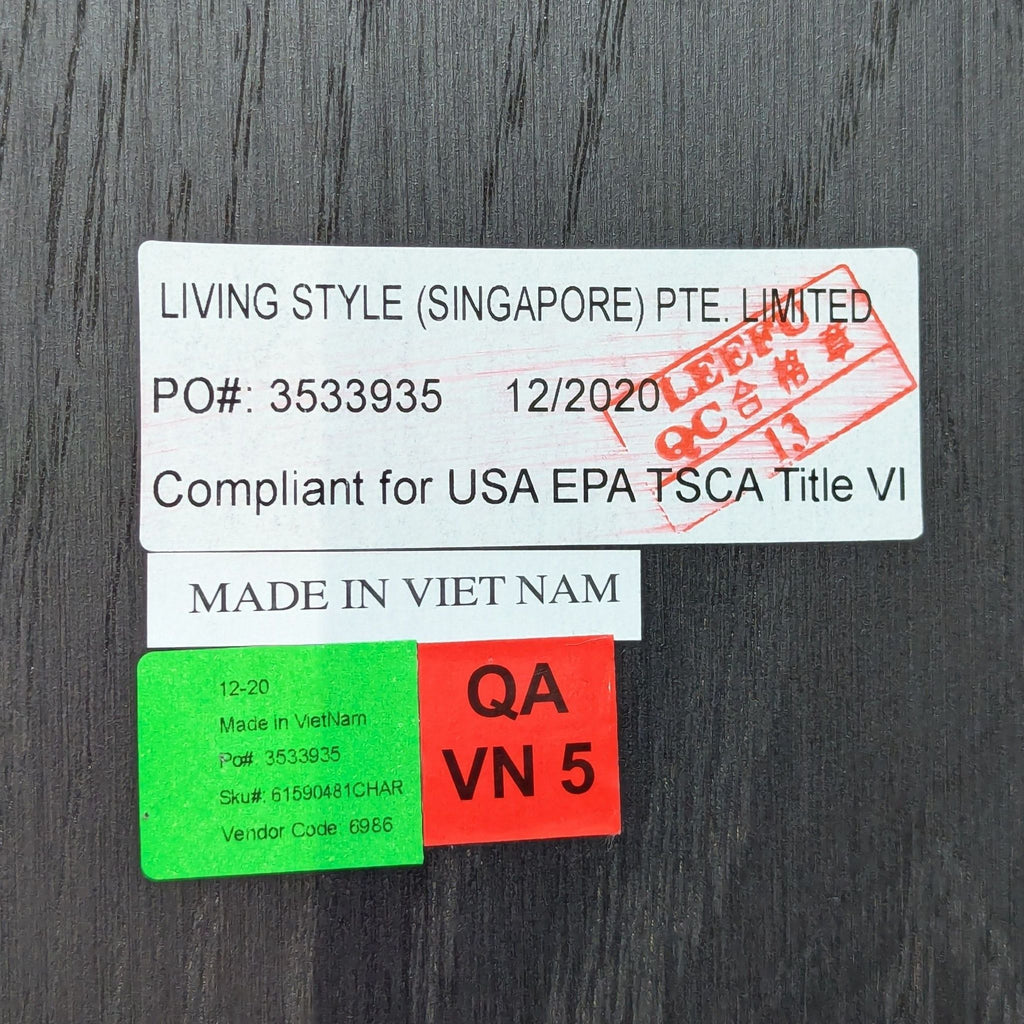 LIVING STYLE (SINGAPORE) PTE. LIMITED
PO#: 3533935 12/2020
Compliant for USA EPA TSCA Title VI
LEEFU
QC合格章
13
MADE IN VIET NAM
12-20
Made in VietNam
Po#: 3533935
Sku#: 61590481CHAR
Vendor Code: 6986
QA
VN 5